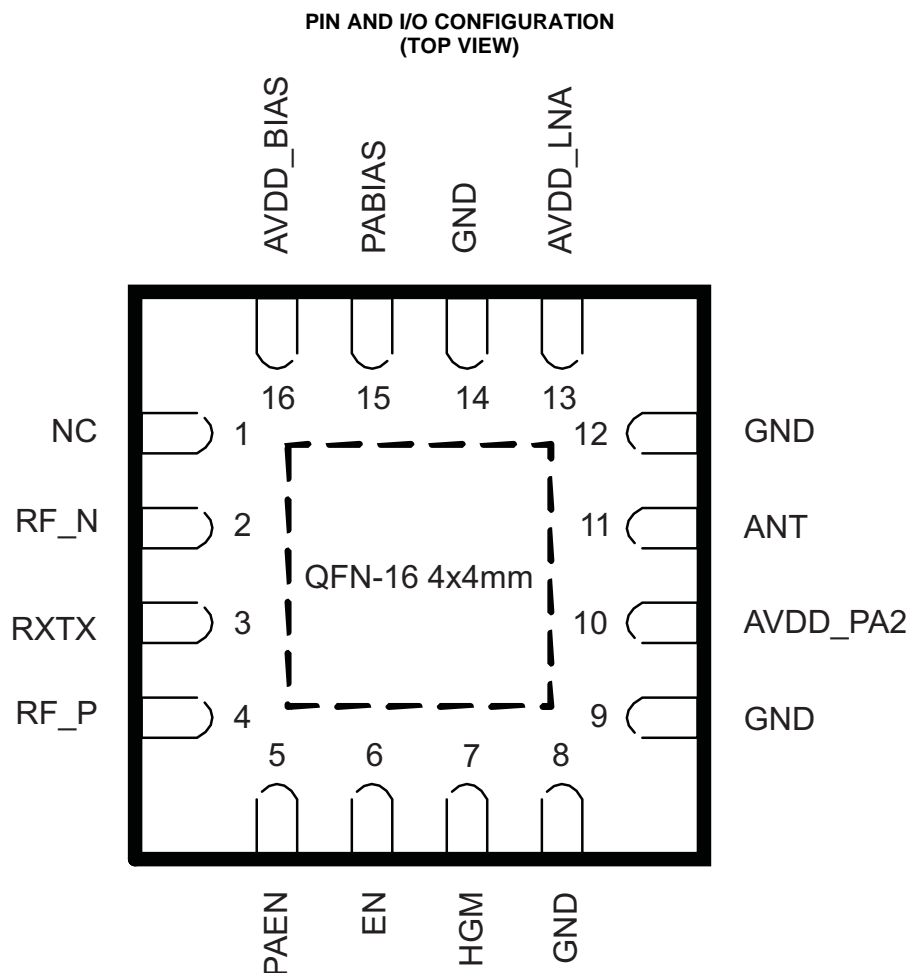 PIN AND I/O CONFIGURATION
(TOP VIEW)
AVDD_BIAS
PABIAS
GND
AVDD_LNA
16
15
14
13
NC
1
12
GND
RF_N
2
11
ANT
QFN-16 4x4mm
RXTX
3
10
AVDD_PA2
RF_P
4
9
GND
5
6
7
8
PAEN
EN
HGM
GND